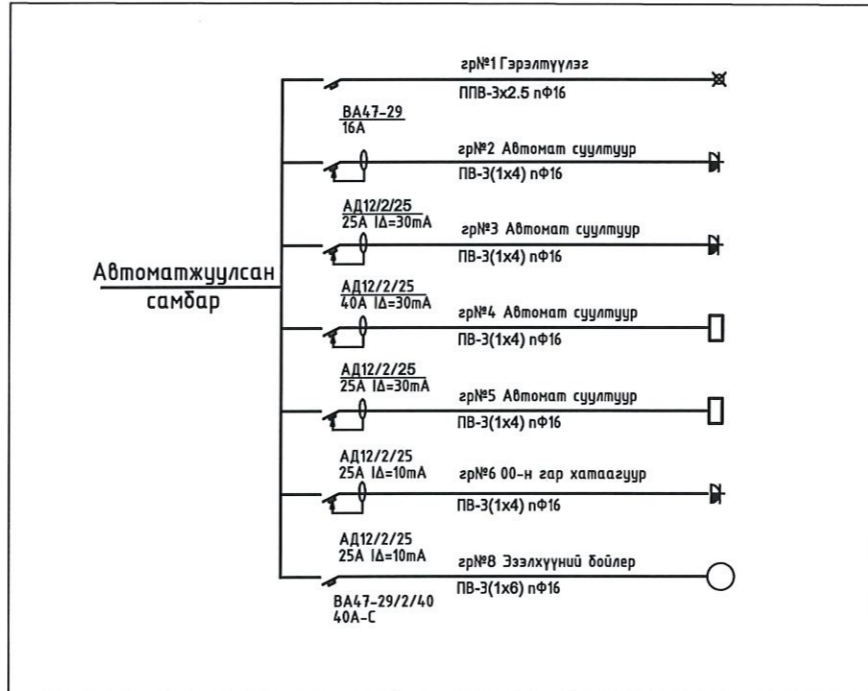 гр№1 Гэрэлтүүлэг
ППВ-3х2.5 пФ16
ВА47-29
16А
гр№2 Автомат суултуур
ПВ-3(1х4) пФ16
АД12/2/25
25А IΔ=30mA
гр№3 Автомат суултуур
ПВ-3(1х4) пФ16
Автоматжуулсан
самбар
АД12/2/25
40А IΔ=30mA
гр№4 Автомат суултуур
ПВ-3(1х4) пФ16
АД12/2/25
25А IΔ=30mA
гр№5 Автомат суултуур
ПВ-3(1х4) пФ16
АД12/2/25
25А IΔ=10mA
гр№6 00-н гар хатаагуур
ПВ-3(1х4) пФ16
АД12/2/25
25А IΔ=10mA
гр№8 Эзэлхүүний бойлер
ПВ-3(1х6) пФ16
ВА47-29/2/40
40А-С